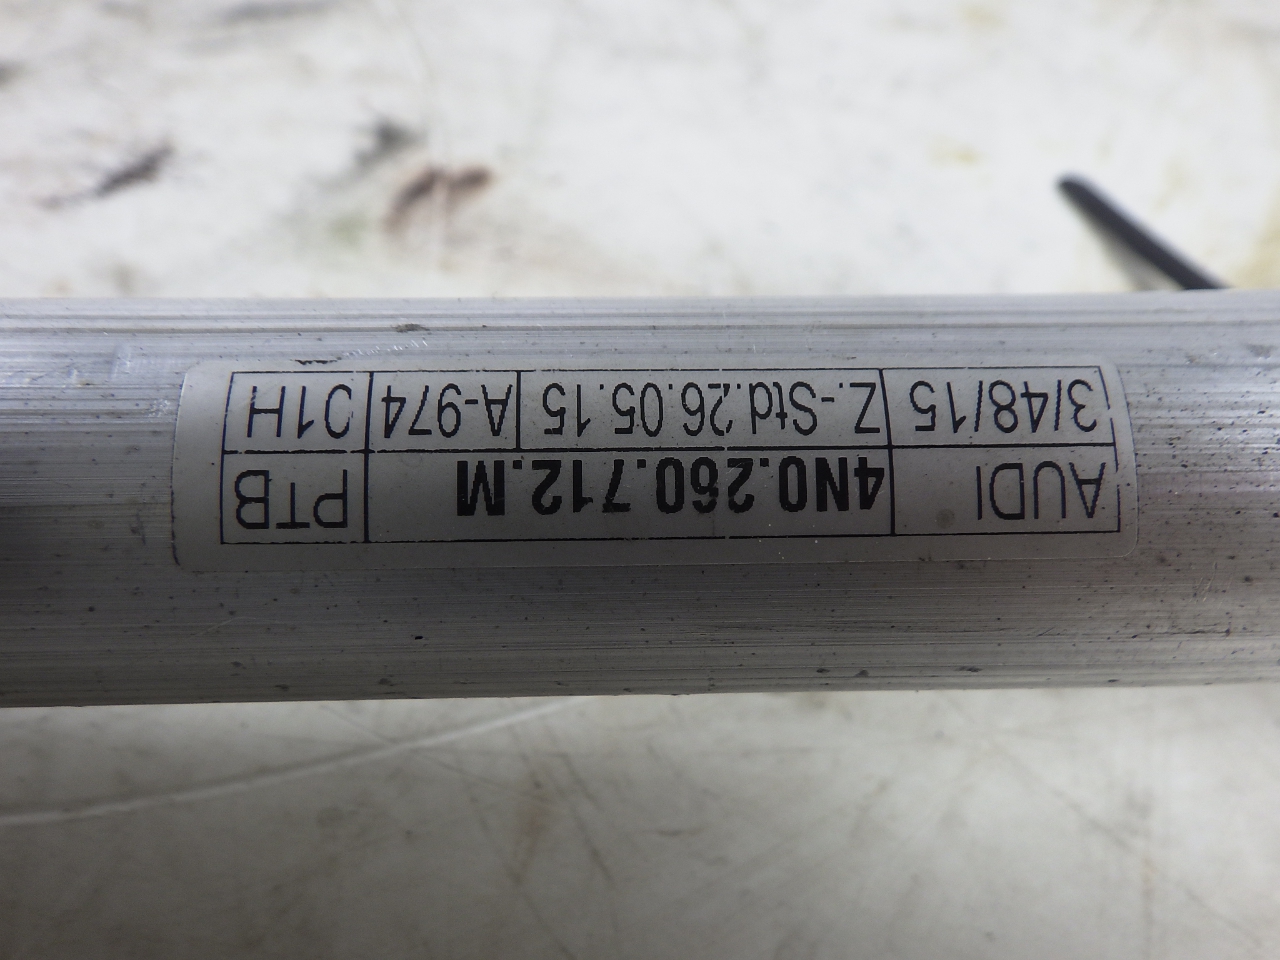 AUDI 4N0.260.712.M PTB
3/48/15 Z.-Std.26.05.15 A-974 C1H